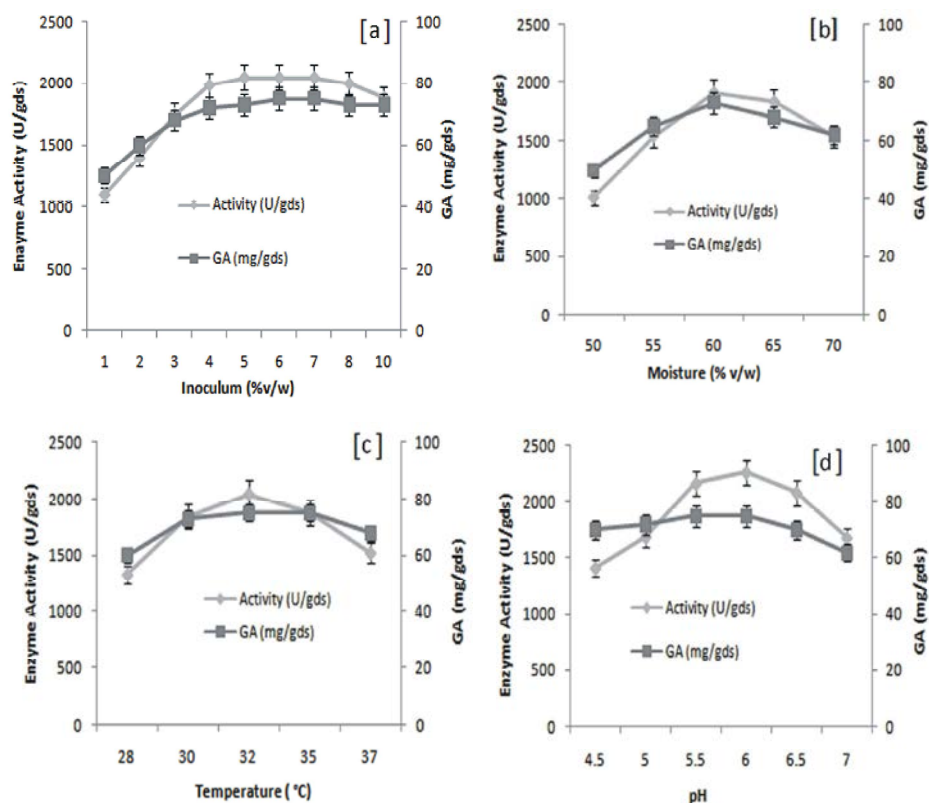 [a]
Enayme Activity (U/gds)
2500
2000
1500
1000
500
0
100
80
60
40
20
0
GA (mg/gds)
Activity (U/gds)
GA (mg/gds)
1 2 3 4 5 6 7 8 10
Inoculum (%v/w)
[b]
Enzyme Activity (U/gds)
2500
2000
1500
1000
500
0
100
80
60
40
20
0
GA (mg/gds)
Activity (U/gds)
GA (mg/gds)
50 55 60 65 70
Moisture (% v/w)
[c]
Enzyme Activity (U/gds)
2500
2000
1500
1000
500
0
100
80
60
40
20
0
GA (mg/gds)
Activity (U/gds)
GA (mg/gds)
28 30 32 35 37
Temperature ( °C)
[d]
Enzyme Activity (U/gds)
2500
2000
1500
1000
500
0
100
80
60
40
20
0
GA (mg/gds)
Activity (U/gds)
GA (mg/gds)
4.5 5 5.5 6 6.5 7
pH